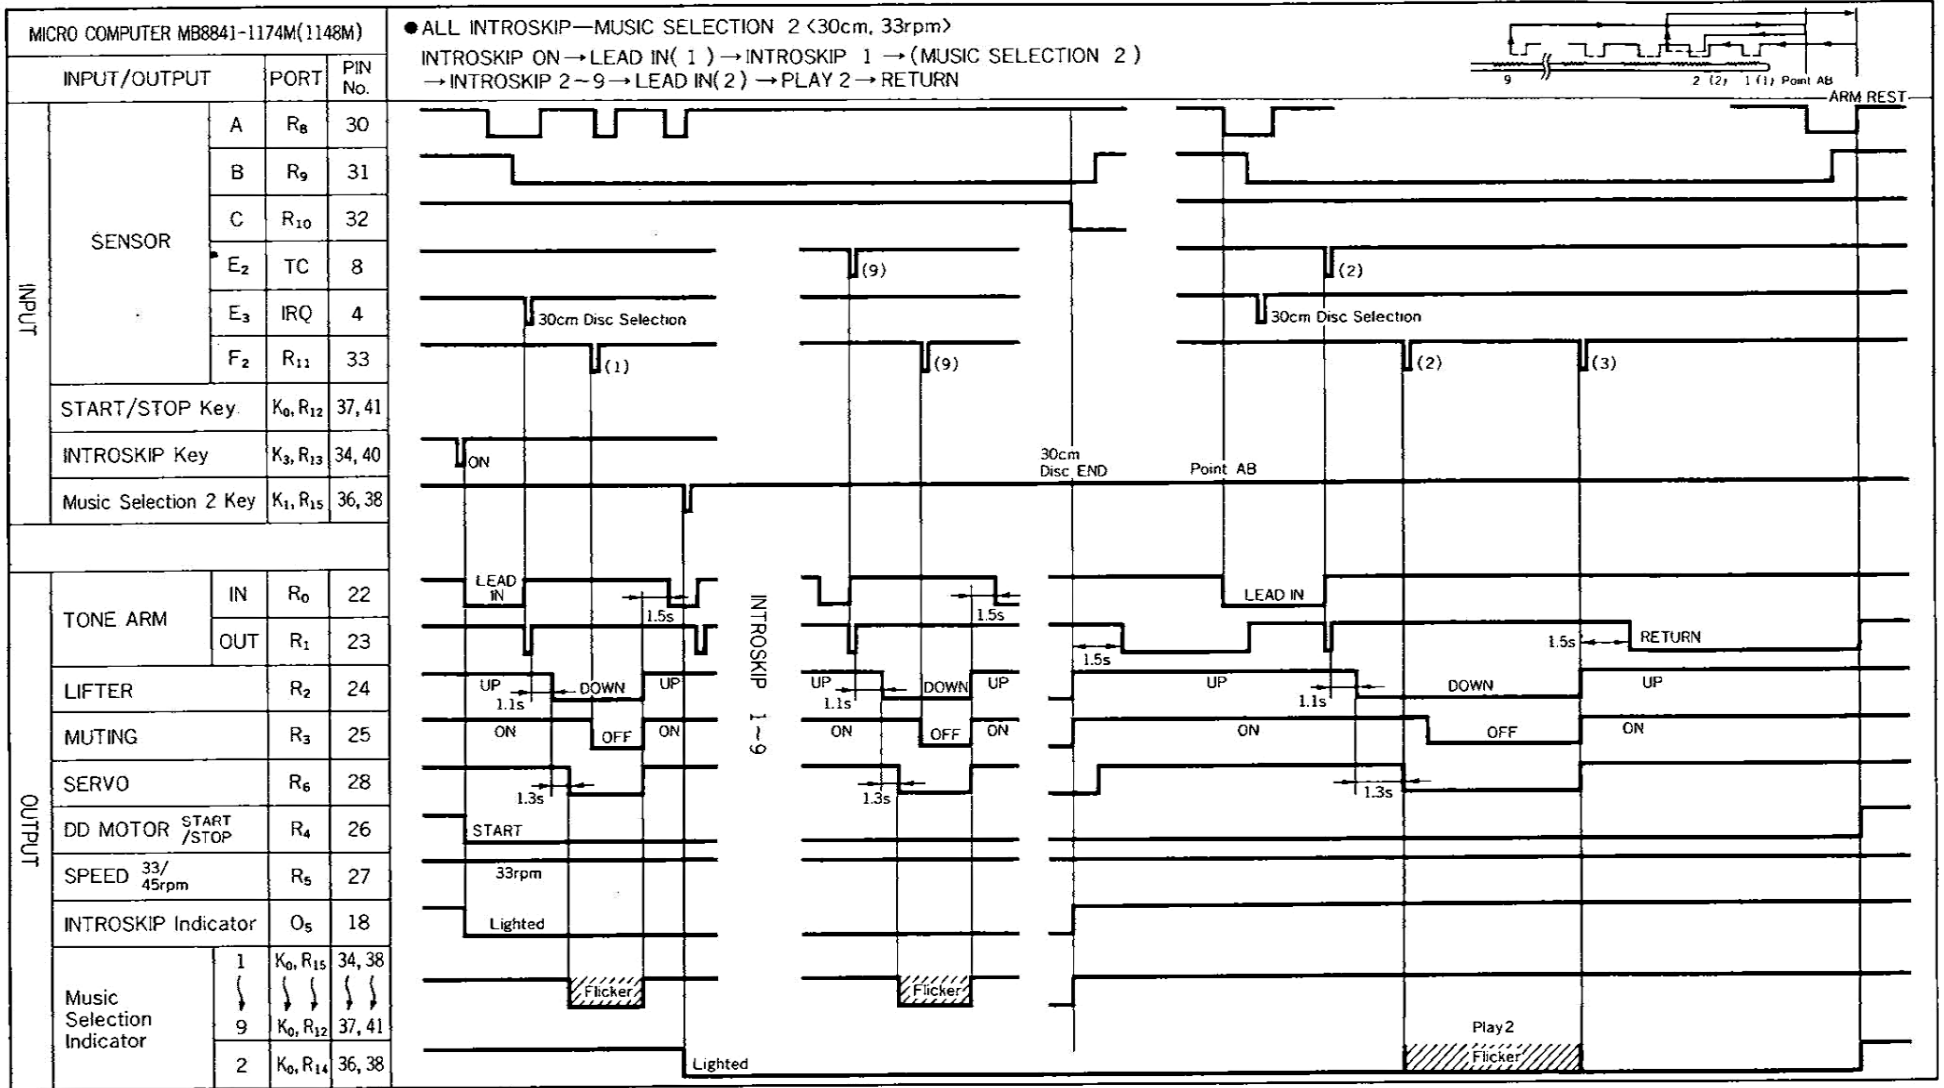 MICRO COMPUTER MB8841-1174M(1148M)
INPUT/OUTPUT PORT PIN No.
●ALL INTROSKIP—MUSIC SELECTION 2 <30cm, 33rpm>
INTROSKIP ON→LEAD IN(1)→INTROSKIP 1→(MUSIC SELECTION 2)
→INTROSKIP 2~9→LEAD IN(2)→PLAY 2→RETURN
9 2 (2) 1 (1) Point AB
ARM REST
INPUT
SENSOR
A R8 30
B R9 31
C R10 32
E2 TC 8
(9) (2)
E3 IRQ 4
30cm Disc Selection 30cm Disc Selection
F2 R11 33
(1) (9) (2) (3)
START/STOP Key K0, R12 37, 41
INTROSKIP Key K3, R13 34, 40
ON
30cm
Disc END
Point AB
Music Selection 2 Key K1, R15 36, 38
OUTPUT
TONE ARM
IN R0 22
LEAD
IN
1.5s 1.5s LEAD IN
OUT R1 23
1.5s 1.5s RETURN
INTROSKIP 1~9
LIFTER R2 24
UP DOWN UP UP DOWN UP UP DOWN UP
1.1s 1.1s 1.1s
MUTING R3 25
ON OFF ON ON OFF ON ON OFF ON
SERVO R6 28
1.3s 1.3s 1.3s
DD MOTOR START/STOP R4 26
START
SPEED 33/45rpm R5 27
33rpm
INTROSKIP Indicator O5 18
Lighted
Music
Selection
Indicator
1 K0, R15 34, 38
Flicker Flicker
9 K0, R12 37, 41
Play2
2 K0, R14 36, 38
Lighted Flicker